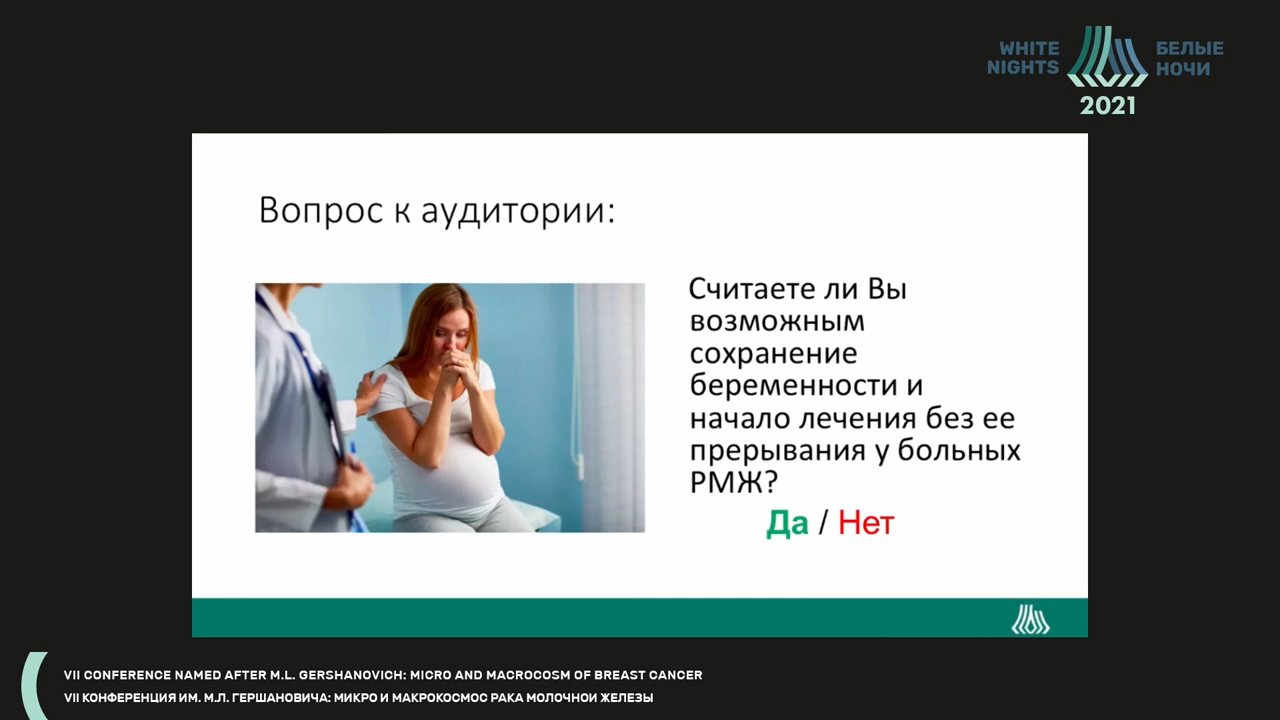 WHITE NIGHTS
БЕЛЫЕ НОЧИ
2021
Вопрос к аудитории:
Считаете ли Вы
возможным
сохранение
беременности и
начало лечения без ее
прерывания у больных
РМЖ?
Да / Нет
VII CONFERENCE NAMED AFTER M.L. GERSHANOVICH: MICRO AND MACROCOSM OF BREAST CANCER
VII КОНФЕРЕНЦИЯ ИМ. М.Л. ГЕРШАНОВИЧА: МИКРО И МАКРОКОСМОС РАКА МОЛОЧНОИ ЖЕЛЕЗЫ